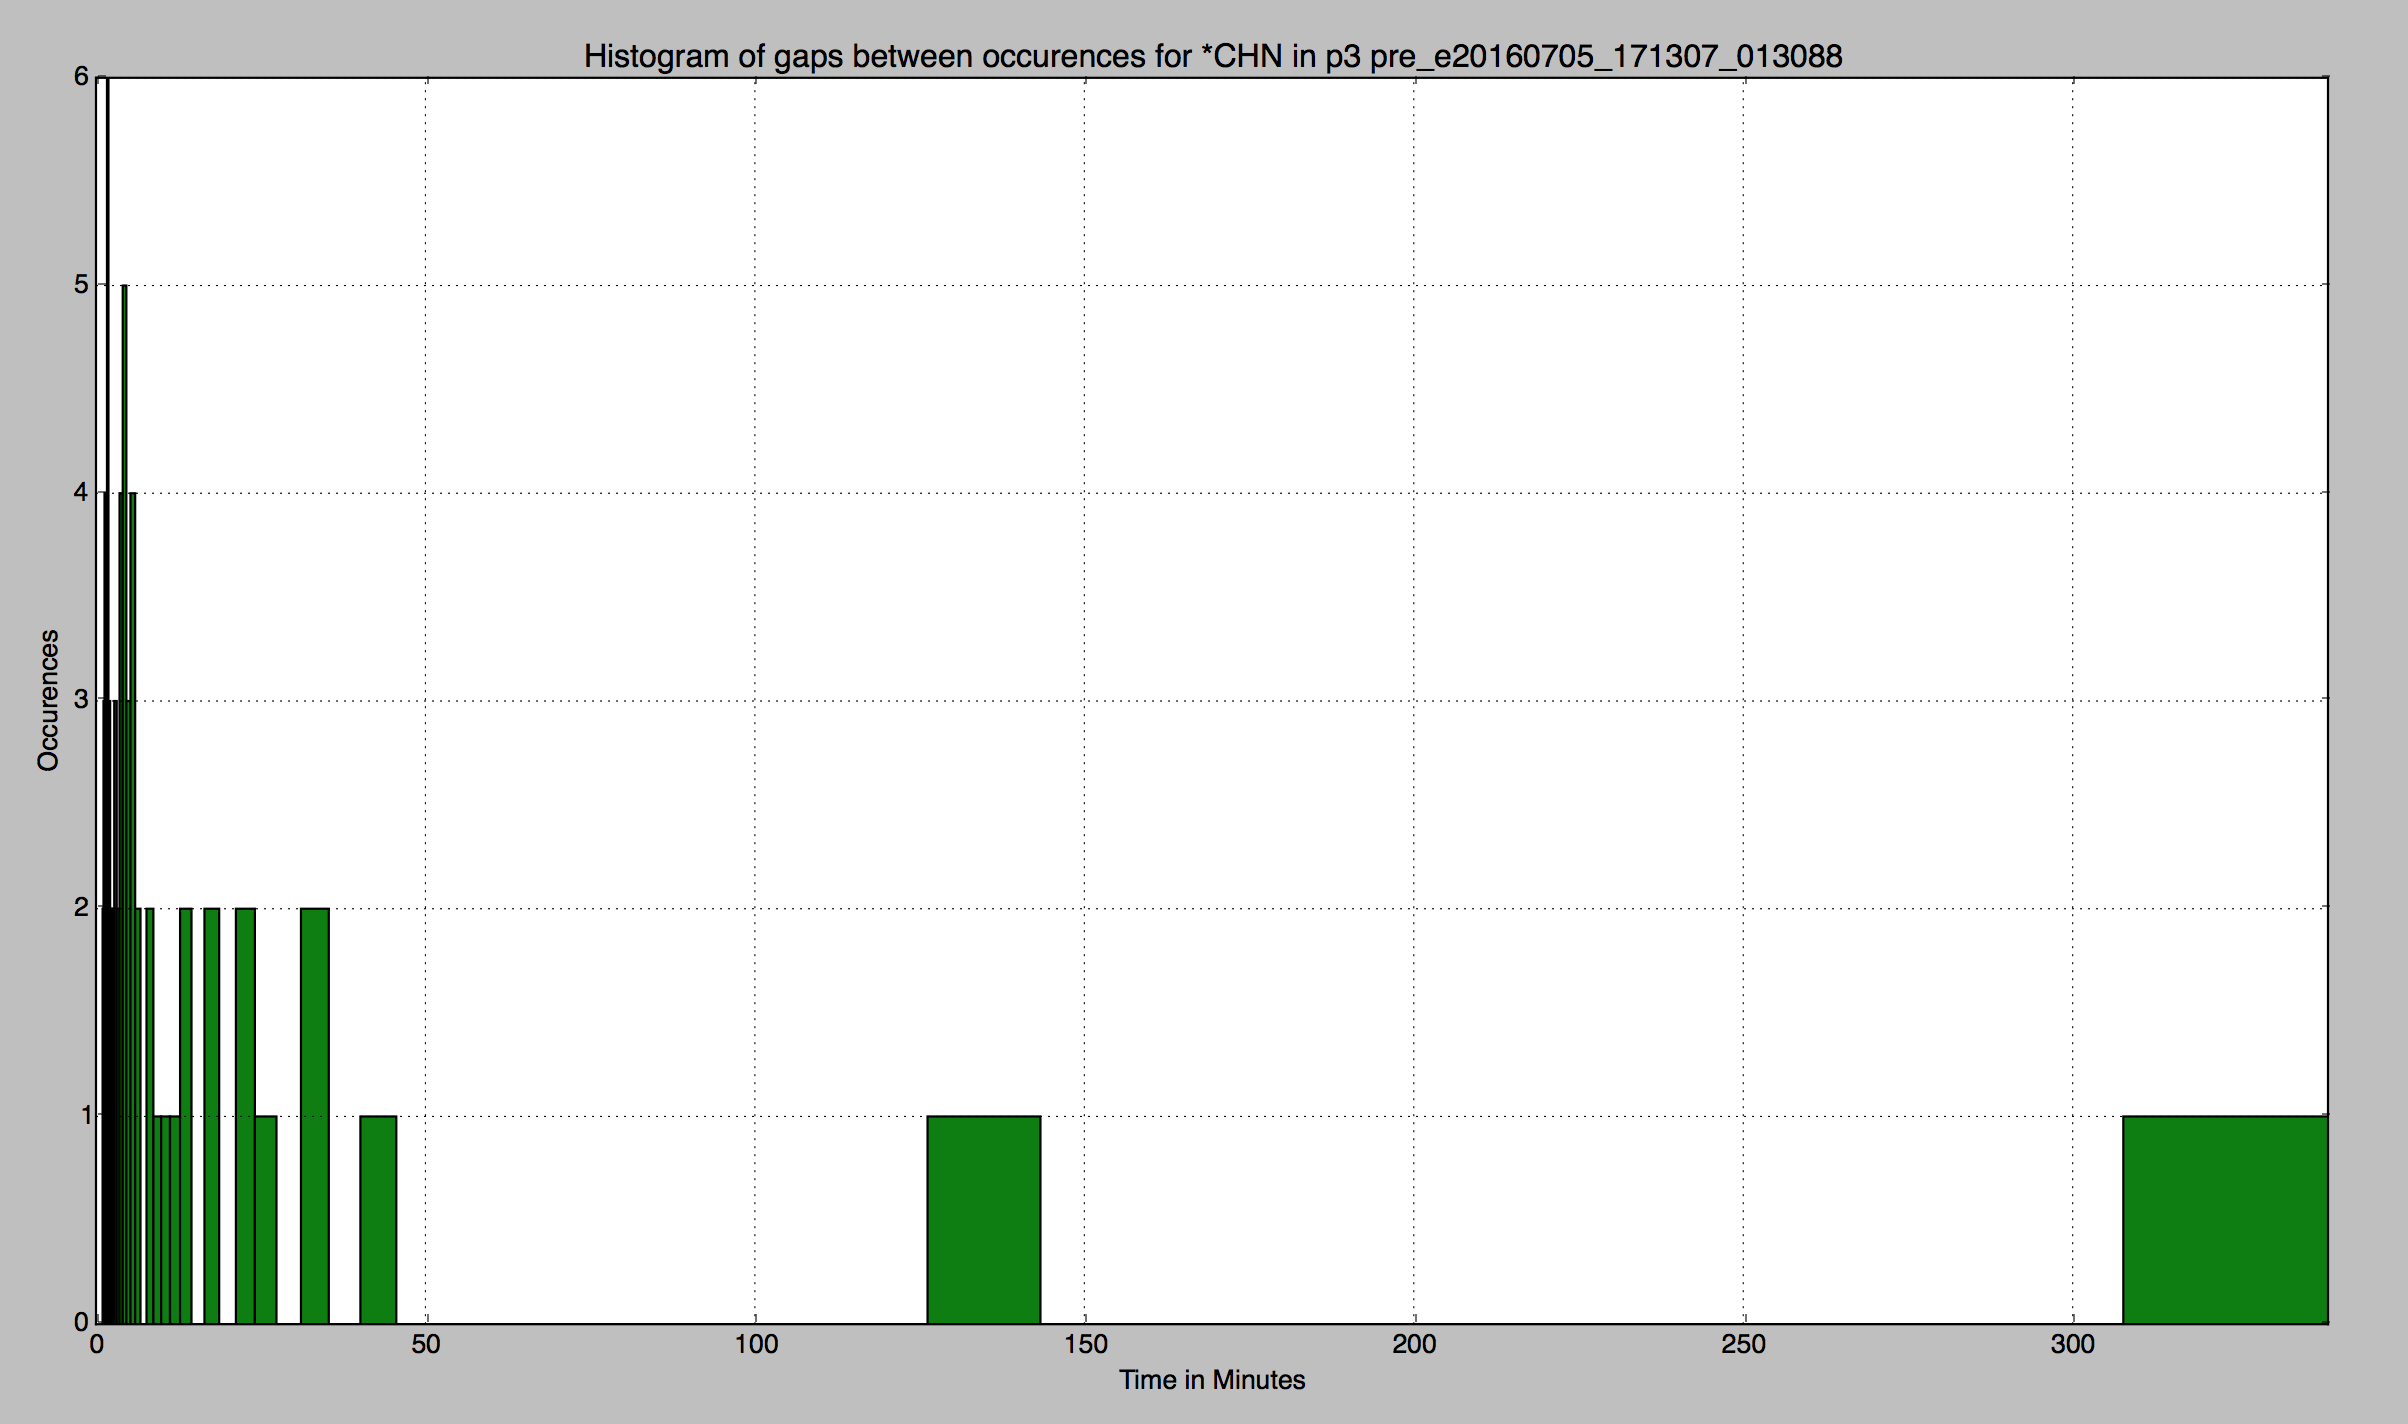 Histogram of gaps between occurences for *CHN in p3 pre_e20160705_171307_013088
6
5
4
3
2
1
0
Occurences
0 50 100 150 200 250 300
Time in Minutes